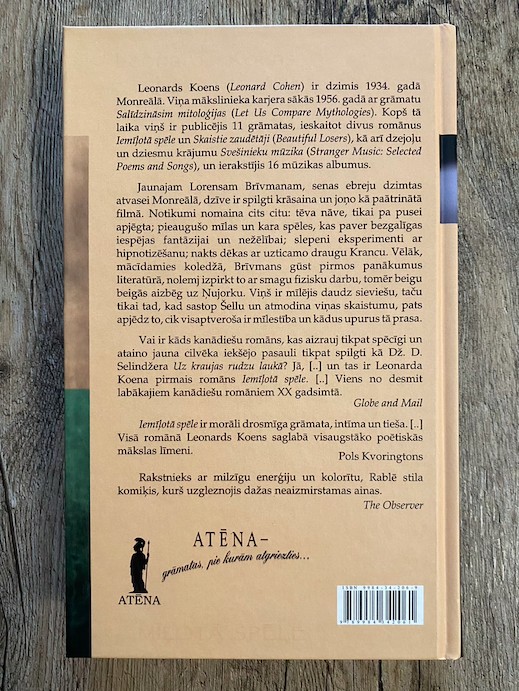 Leonards Koens (Leonard Cohen) ir dzimis 1934. gadā
Monreālā. Viņa mākslinieka karjera sākās 1956. gadā ar grāmatu
Salīdzināsim mitoloģijas (Let Us Compare Mythologies). Kopš tā
laika viņš ir publicējis 11 grāmatas, ieskaitot divus romānus
Iemīļotā spēle un Skaistie zaudētāji (Beautiful Losers), kā arī dzejoļu
un dziesmu krājumu Svešinieku mūzika (Stranger Music: Selected
Poems and Songs), un ierakstījis 16 mūzikas albumus.
Jaunajam Lorensam Brīvmanam, senas ebreju dzimtas
atvasei Monreālā, dzīve ir spilgti krāsaina un joņo kā paātrinātā
filmā. Notikumi nomaina cits citu: tēva nāve, tikai pa pusei
apjēgta; pieaugušo mīlas un kara spēles, kas paver bezgalīgas
iespējas fantāzijai un nežēlībai; slepeni eksperimenti ar
hipnotizēšanu; nakts dēkas ar uzticamo draugu Krancu. Vēlāk,
mācīdamies koledžā, Brīvmans gūst pirmos panākumus
literatūrā, nolemj izpirkt to ar smagu fizisku darbu, tomēr beigu
beigās aizbēg uz Ņujorku. Viņš ir mīlējis daudz sieviešu, taču
tikai tad, kad sastop Šellu un atmodina viņas skaistumu, pats
apjēdz to, cik visaptveroša ir mīlestība un kādus upurus tā prasa.
Vai ir kāds kanādiešu romāns, kas aizrauj tikpat spēcīgi un
ataino jauna cilvēka iekšējo pasauli tikpat spilgti kā Dž. D.
Selindžera Uz kraujas rudzu laukā? Jā, [..] un tas ir Leonarda
Koena pirmais romāns Iemīļotā spēle. [..] Viens no desmit
labākajiem kanādiešu romāniem XX gadsimtā.
Globe and Mail
Iemīļotā spēle ir morāli drosmīga grāmata, intīma un tieša. [..]
Visā romānā Leonards Koens saglabā visaugstāko poētiskās
mākslas līmeni.
Pols Kvoringtons
Rakstnieks ar milzīgu enerģiju un kolorītu, Rablē stila
komiķis, kurš uzgleznojis dažas neaizmirstamas ainas.
The Observer
ATĒNA–
grāmatas, pie kurām atgriezties...
ATĒNA